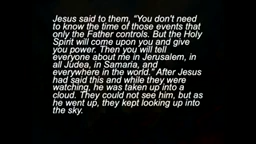 Jesus said to them, “You don't need
to know the time of those events that
only the Father controls. But the Holy
Spirit will come upon you and give
you power. Then you will tell
everyone about me in Jerusalem, in
all Judea, in Samaria, and
everywhere in the world.” After Jesus
had said this and while they were
watching, he was taken up into a
cloud. They could not see him, but as
he went up, they kept looking up into
the sky.